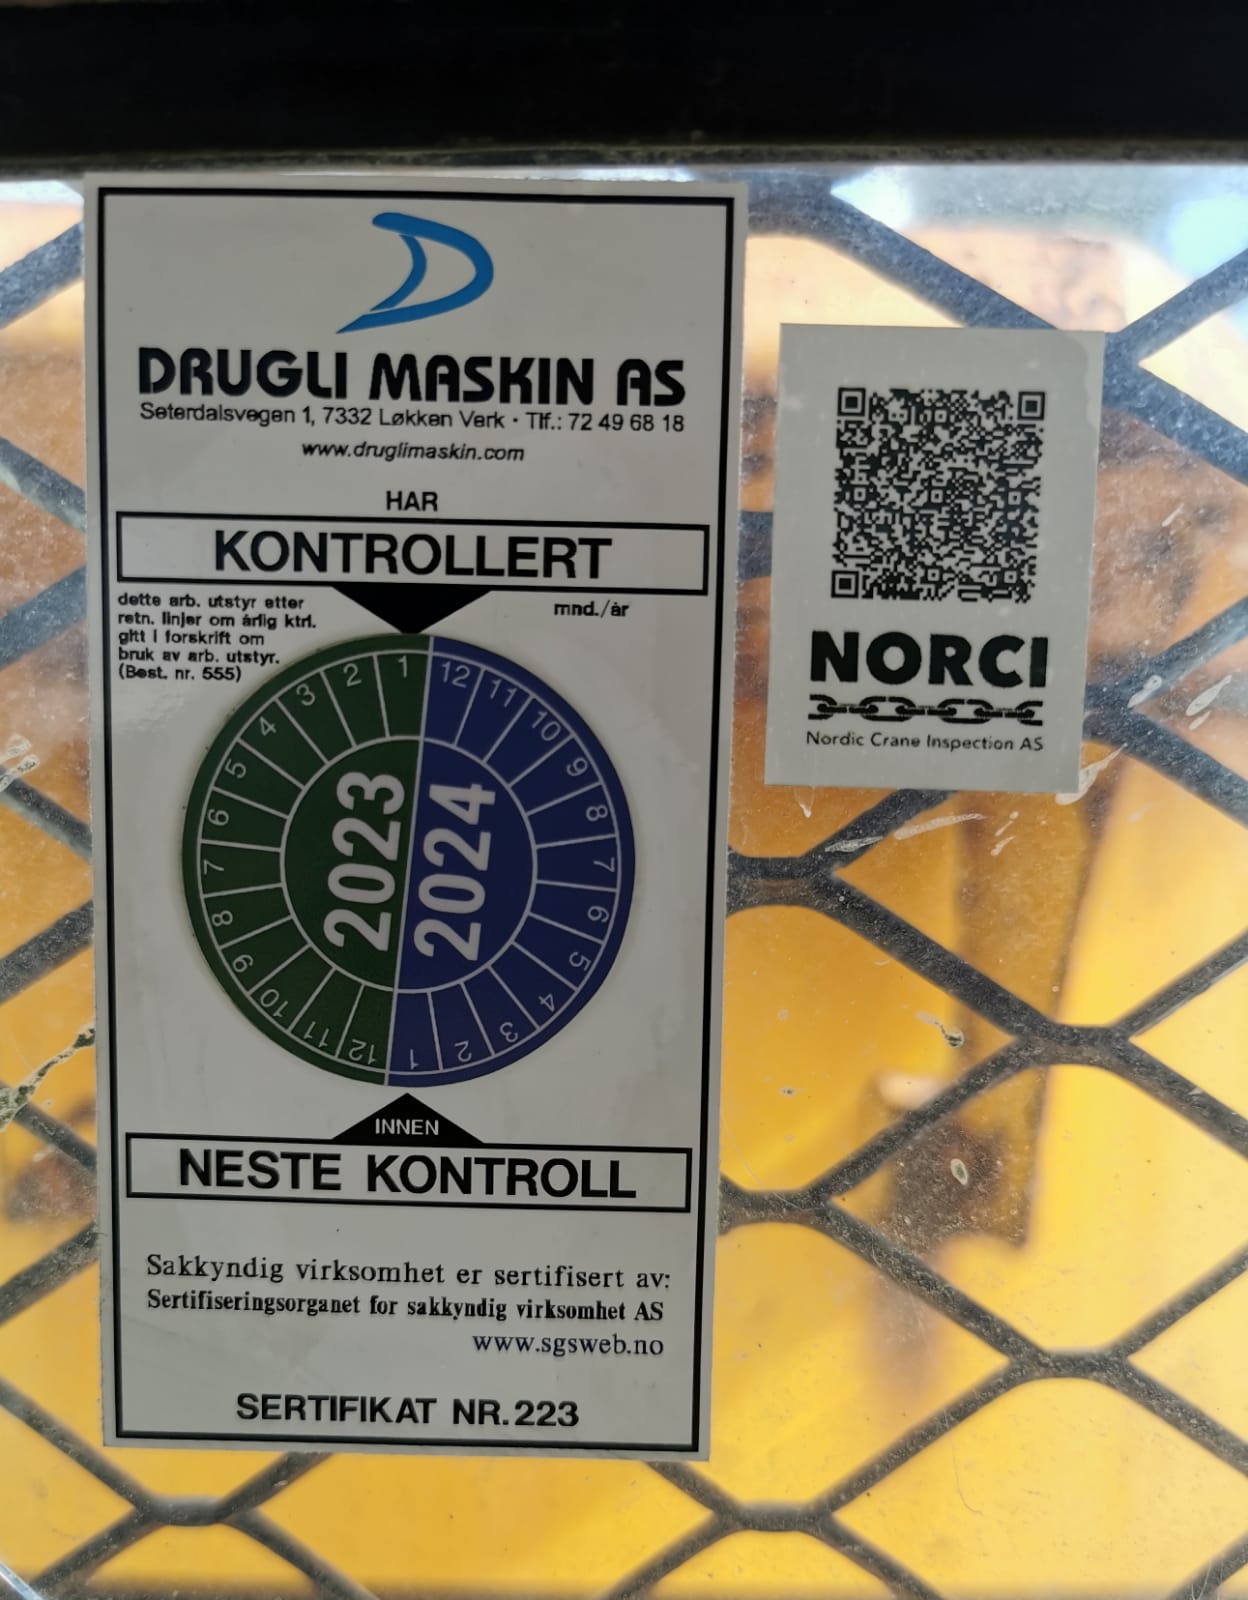 DRUGLI MASKIN AS
Seterdalsvegen 1, 7332 Løkken Verk · Tlf.: 72 49 68 18
www.druglimaskin.com
HAR
KONTROLLERT
dette arb. utstyr etter
retn. linjer om årlig ktrl.
gitt i forskrift om
bruk av arb. utstyr.
(Best. nr. 555)
mnd./år
2023
1 2 3 4 5 6 7 8 9 10 11 12
2024
1 2 3 4 5 6 7 8 9 10 11 12
INNEN
NESTE KONTROLL
Sakkyndig virksomhet er sertifisert av:
Sertifiseringsorganet for sakkyndig virksomhet AS
www.sgsweb.no
SERTIFIKAT NR. 223
NORCI
Nordic Crane Inspection AS